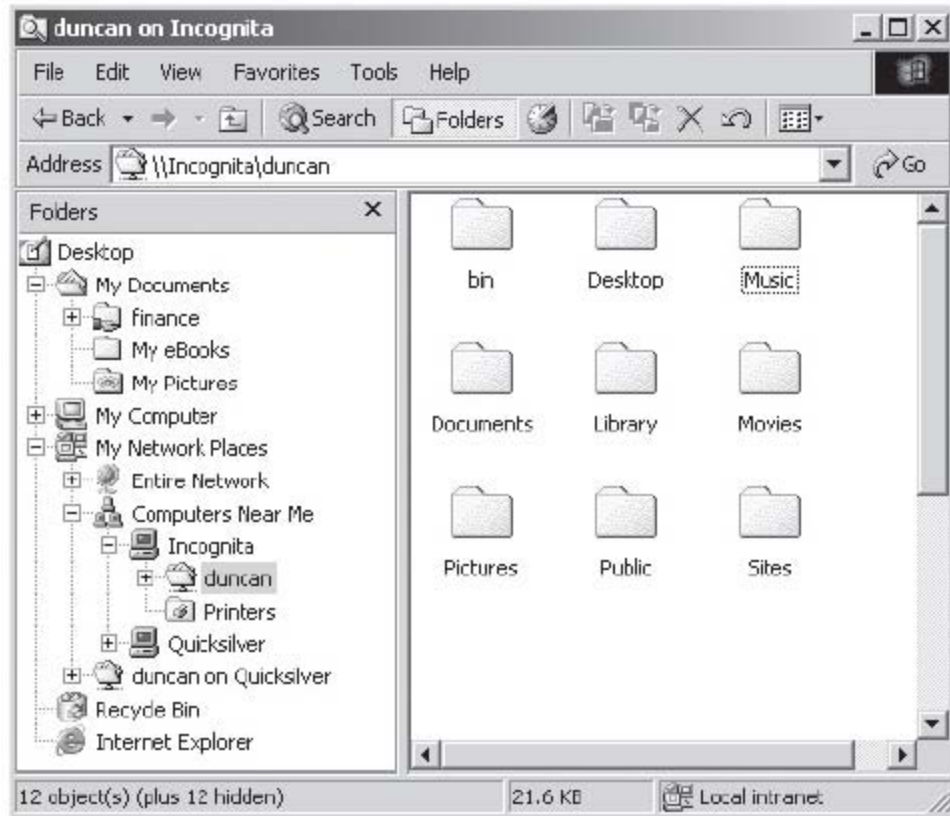 duncan on Incognita
File Edit View Favorites Tools Help
Back Search Folders
Address \\Incognita\duncan Go
Folders
Desktop
My Documents
finance
My eBooks
My Pictures
My Computer
My Network Places
Entire Network
Computers Near Me
Incognita
duncan
Printers
Quicksilver
duncan on Quicksilver
Recycle Bin
Internet Explorer
bin Desktop Music
Documents Library Movies
Pictures Public Sites
12 object(s) (plus 12 hidden) 21.6 KB Local intranet